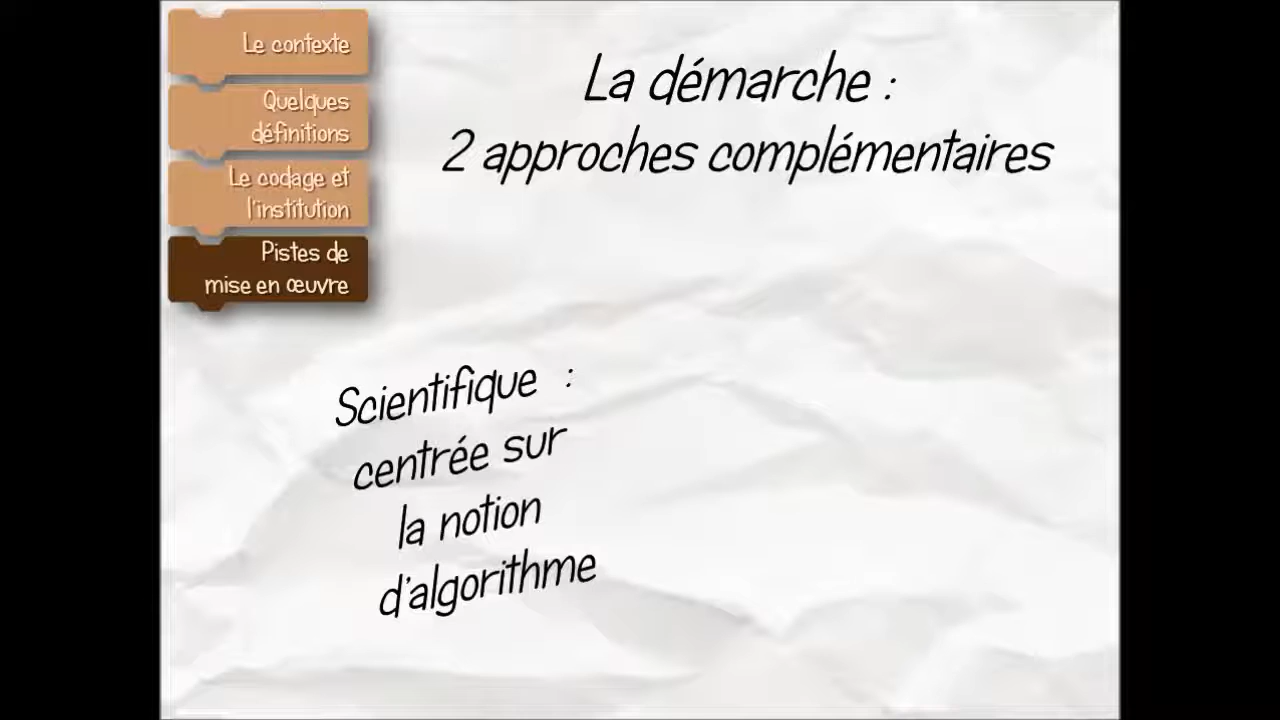 Le contexte
Quelques
définitions
Le codage et
l'institution
Pistes de
mise en œuvre
La démarche :
2 approches complémentaires
Scientifique :
centrée sur
la notion
d'algorithme